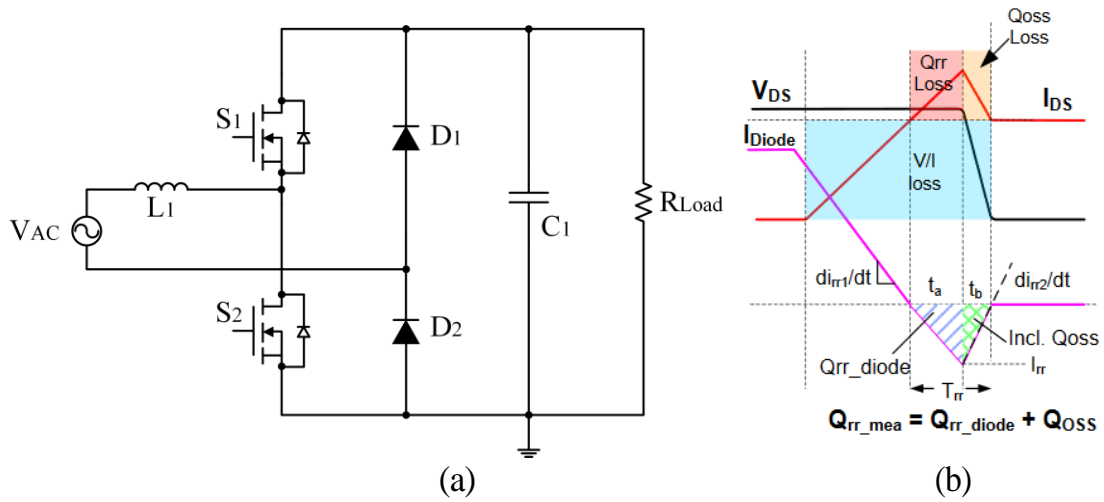 S1
D1
L1
VAC
C1
RLoad
S2
D2
(a)
Qoss
Loss
Qrr
Loss
VDS
IDS
IDiode
V/I
loss
dirr1/dt
ta
tb
dirr2/dt
Incl. Qoss
Qrr_diode
Irr
Trr
Qrr_mea = Qrr_diode + QOSS
(b)